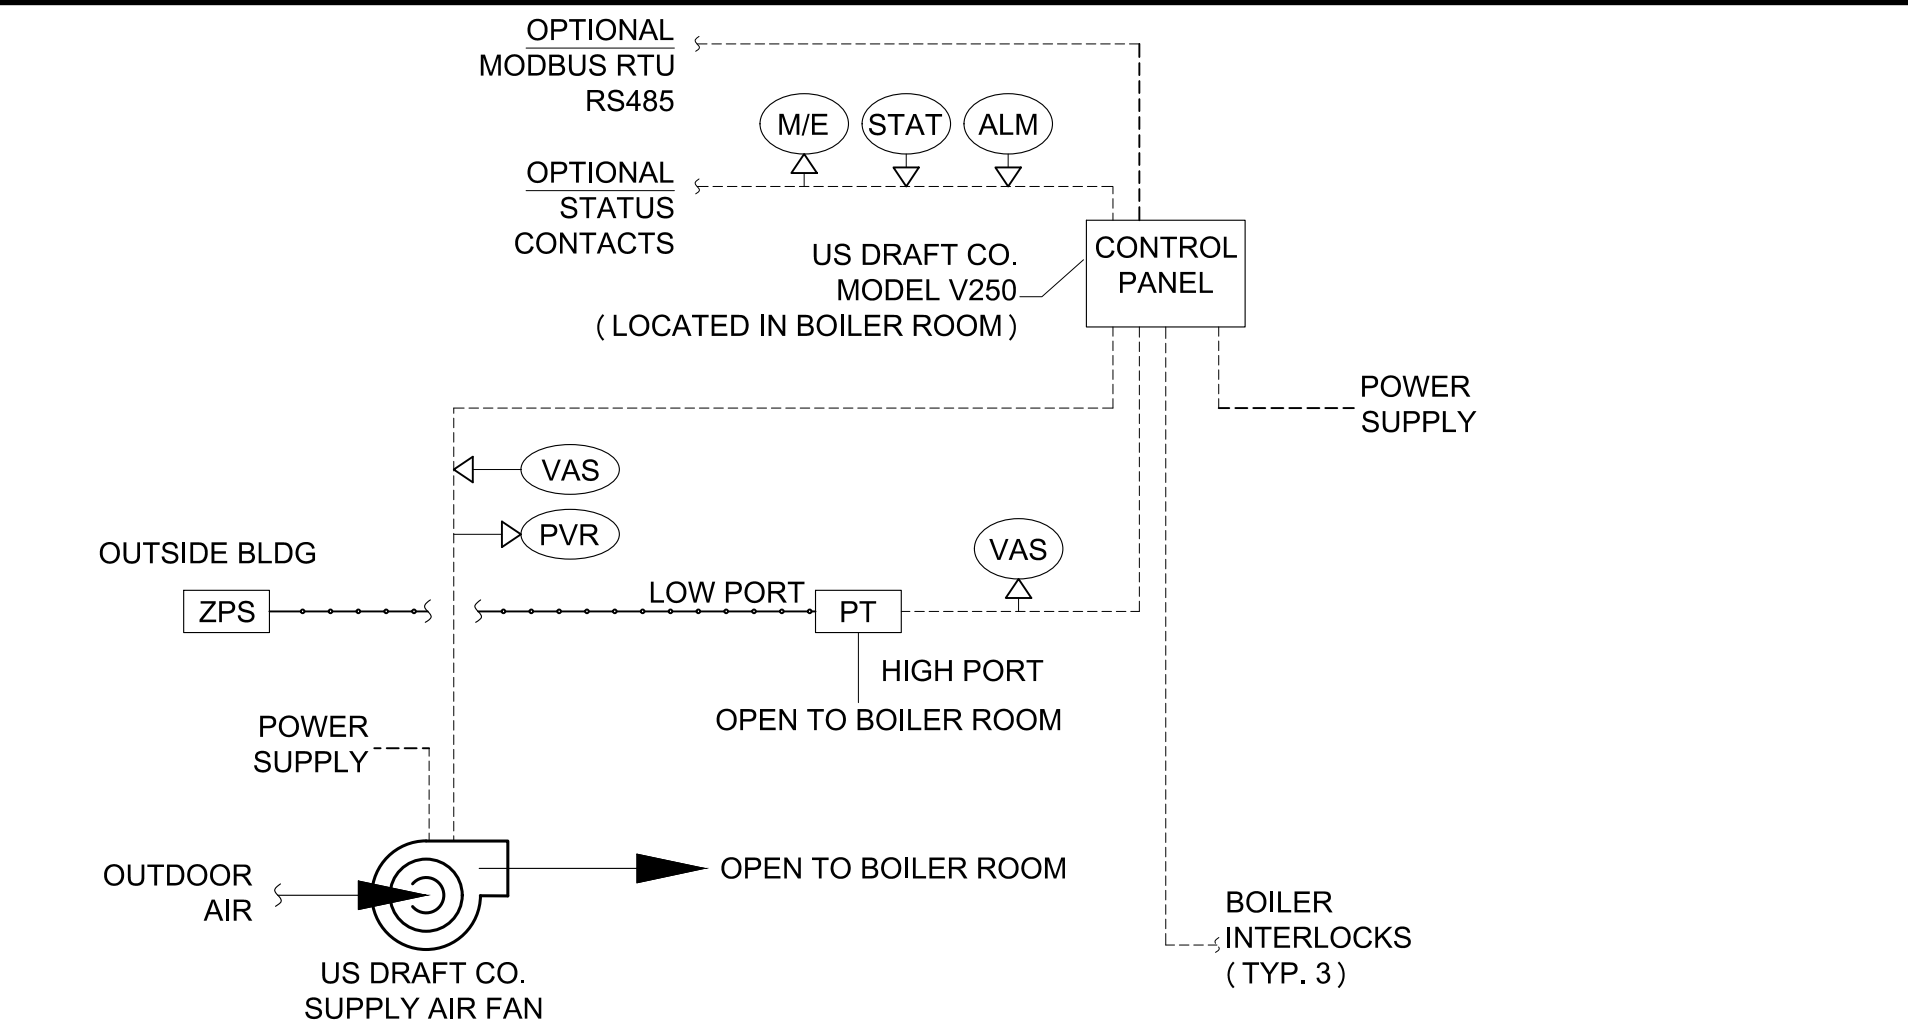 OPTIONAL
MODBUS RTU
RS485
M/E
STAT
ALM
OPTIONAL
STATUS
CONTACTS
US DRAFT CO.
MODEL V250
(LOCATED IN BOILER ROOM)
CONTROL
PANEL
POWER
SUPPLY
VAS
PVR
VAS
OUTSIDE BLDG
ZPS
LOW PORT
PT
HIGH PORT
OPEN TO BOILER ROOM
POWER
SUPPLY
OUTDOOR
AIR
OPEN TO BOILER ROOM
US DRAFT CO.
SUPPLY AIR FAN
BOILER
INTERLOCKS
(TYP. 3)